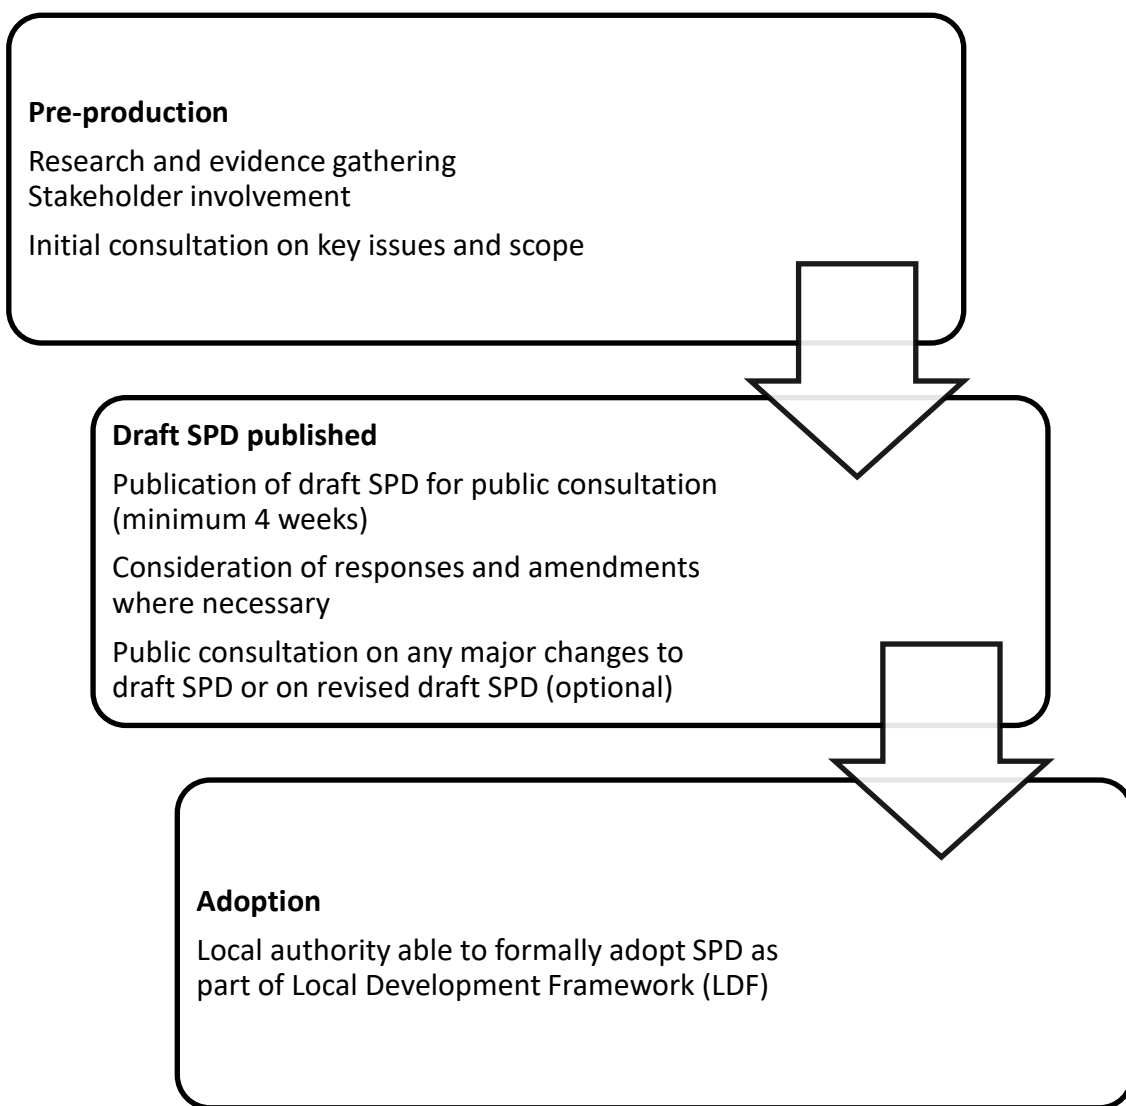 Pre-production
Research and evidence gathering
Stakeholder involvement
Initial consultation on key issues and scope
Draft SPD published
Publication of draft SPD for public consultation
(minimum 4 weeks)
Consideration of responses and amendments
where necessary
Public consultation on any major changes to
draft SPD or on revised draft SPD (optional)
Adoption
Local authority able to formally adopt SPD as
part of Local Development Framework (LDF)